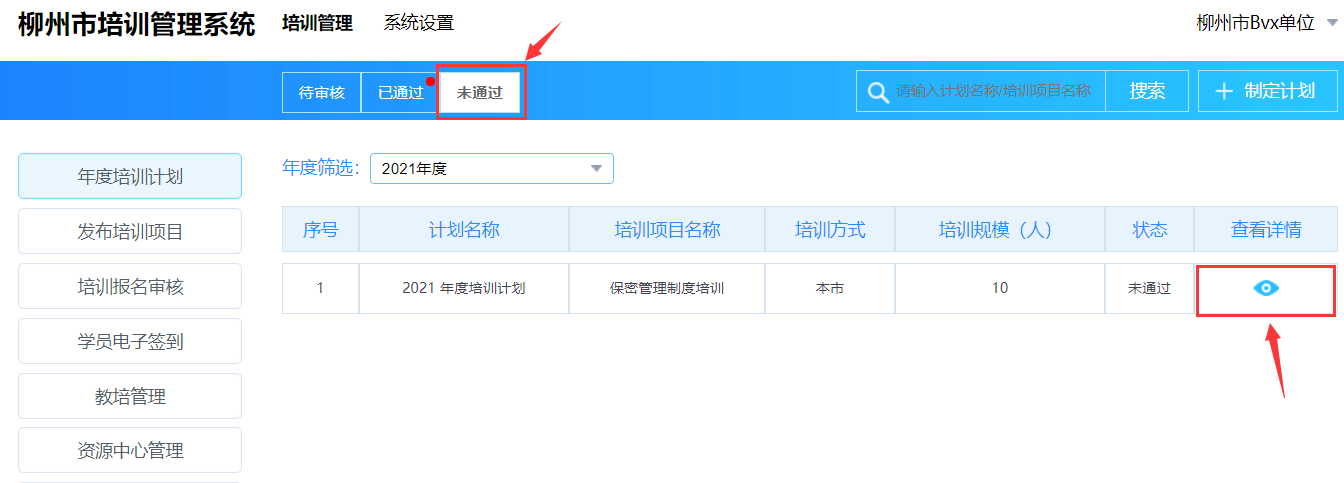 柳州市培训管理系统 培训管理 系统设置 柳州市Bvx单位
待审核 已通过 未通过 请输入计划名称/培训项目名称 搜索 制定计划
年度培训计划
发布培训项目
培训报名审核
学员电子签到
教培管理
资源中心管理
年度筛选： 2021年度
序号 计划名称 培训项目名称 培训方式 培训规模（人） 状态 查看详情
1 2021 年度培训计划 保密管理制度培训 本市 10 未通过